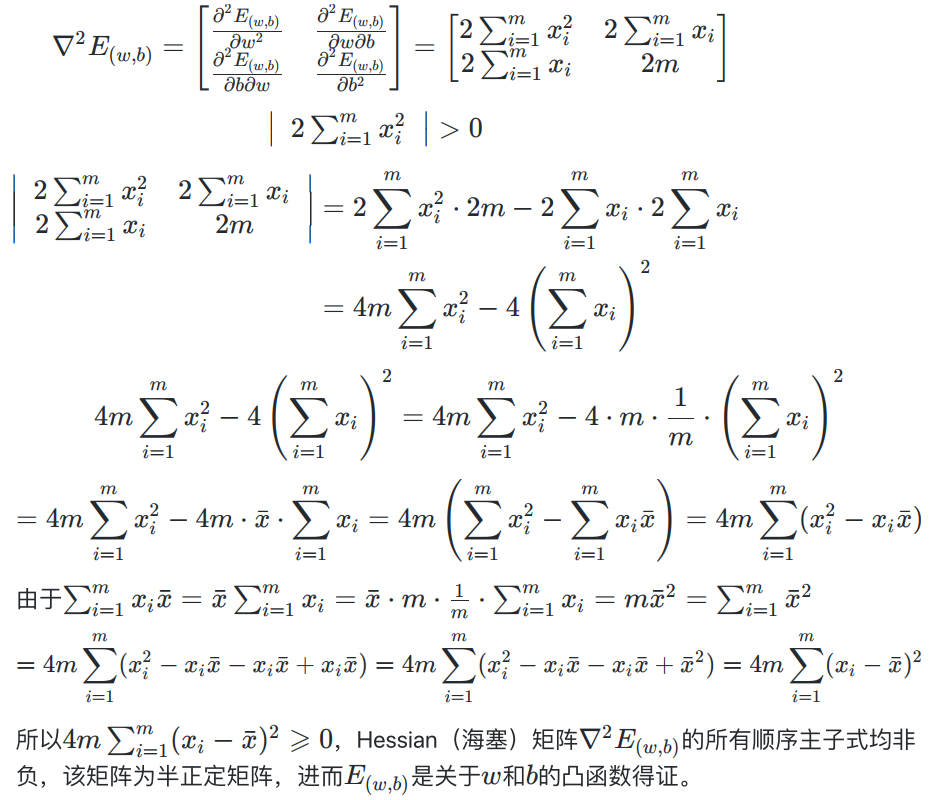 $\nabla^2 E_{(w,b)} = \begin{bmatrix} \frac{\partial^2 E_{(w,b)}}{\partial w^2} & \frac{\partial^2 E_{(w,b)}}{\partial w \partial b} \\ \frac{\partial^2 E_{(w,b)}}{\partial b \partial w} & \frac{\partial^2 E_{(w,b)}}{\partial b^2} \end{bmatrix} = \begin{bmatrix} 2\sum_{i=1}^{m} x_i^2 & 2\sum_{i=1}^{m} x_i \\ 2\sum_{i=1}^{m} x_i & 2m \end{bmatrix}$
$\left| 2\sum_{i=1}^{m} x_i^2 \right| > 0$
$\begin{vmatrix} 2\sum_{i=1}^{m} x_i^2 & 2\sum_{i=1}^{m} x_i \\ 2\sum_{i=1}^{m} x_i & 2m \end{vmatrix} = 2\sum_{i=1}^{m} x_i^2 \cdot 2m - 2\sum_{i=1}^{m} x_i \cdot 2\sum_{i=1}^{m} x_i$
$= 4m\sum_{i=1}^{m} x_i^2 - 4\left(\sum_{i=1}^{m} x_i\right)^2$
$4m\sum_{i=1}^{m} x_i^2 - 4\left(\sum_{i=1}^{m} x_i\right)^2 = 4m\sum_{i=1}^{m} x_i^2 - 4 \cdot m \cdot \frac{1}{m} \cdot \left(\sum_{i=1}^{m} x_i\right)^2$
$= 4m\sum_{i=1}^{m} x_i^2 - 4m \cdot \bar{x} \cdot \sum_{i=1}^{m} x_i = 4m\left(\sum_{i=1}^{m} x_i^2 - \sum_{i=1}^{m} x_i\bar{x}\right) = 4m\sum_{i=1}^{m}(x_i^2 - x_i\bar{x})$
由于$\sum_{i=1}^{m} x_i\bar{x} = \bar{x}\sum_{i=1}^{m} x_i = \bar{x} \cdot m \cdot \frac{1}{m} \cdot \sum_{i=1}^{m} x_i = m\bar{x}^2 = \sum_{i=1}^{m} \bar{x}^2$
$= 4m\sum_{i=1}^{m}(x_i^2 - x_i\bar{x} - x_i\bar{x} + x_i\bar{x}) = 4m\sum_{i=1}^{m}(x_i^2 - x_i\bar{x} - x_i\bar{x} + \bar{x}^2) = 4m\sum_{i=1}^{m}(x_i - \bar{x})^2$
所以$4m\sum_{i=1}^{m}(x_i - \bar{x})^2 \geqslant 0$，Hessian（海塞）矩阵$\nabla^2 E_{(w,b)}$的所有顺序主子式均非
负，该矩阵为半正定矩阵，进而$E_{(w,b)}$是关于$w$和$b$的凸函数得证。